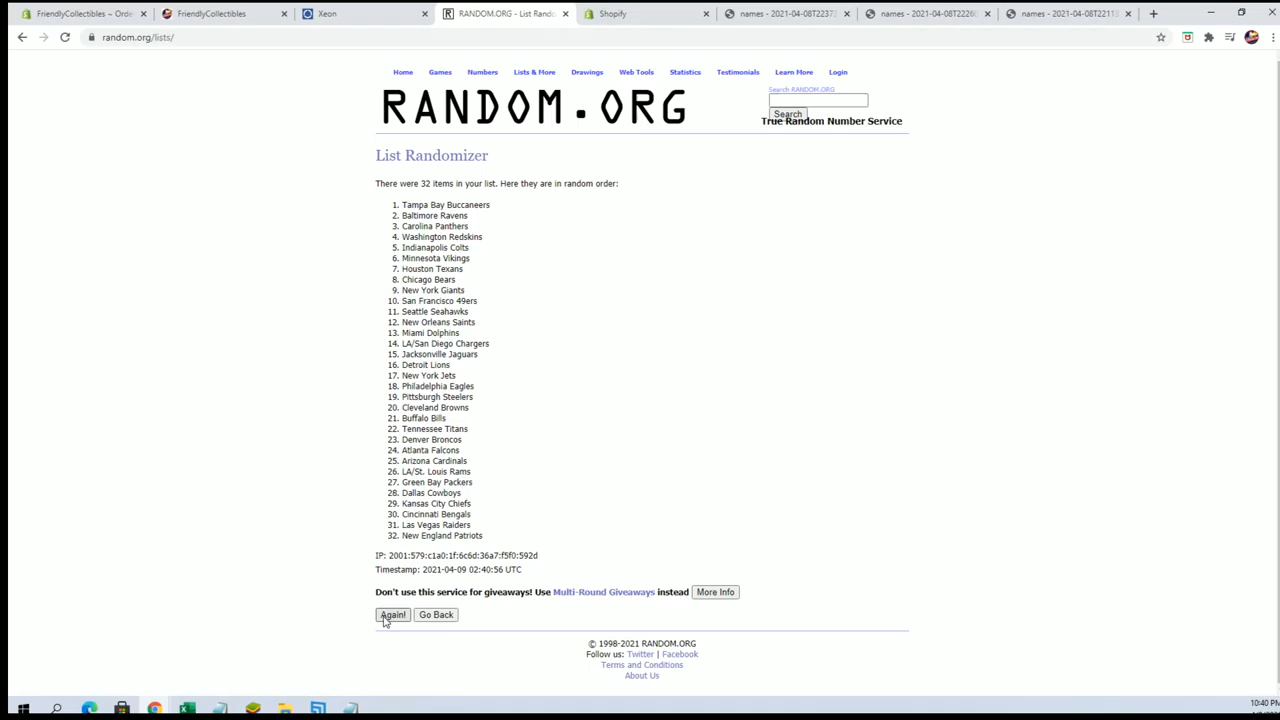 FriendlyCollectibles ~ Orde
FriendlyCollectibles
Xeon
RANDOM.ORG - List Rando
Shopify
names - 2021-04-08T2237
names - 2021-04-08T2226
names - 2021-04-08T2211
random.org/lists/
Home Games Numbers Lists & More Drawings Web Tools Statistics Testimonials Learn More Login
Search RANDOM.ORG
RANDOM.ORG
Search
True Random Number Service
List Randomizer
There were 32 items in your list. Here they are in random order:
1. Tampa Bay Buccaneers
2. Baltimore Ravens
3. Carolina Panthers
4. Washington Redskins
5. Indianapolis Colts
6. Minnesota Vikings
7. Houston Texans
8. Chicago Bears
9. New York Giants
10. San Francisco 49ers
11. Seattle Seahawks
12. New Orleans Saints
13. Miami Dolphins
14. LA/San Diego Chargers
15. Jacksonville Jaguars
16. Detroit Lions
17. New York Jets
18. Philadelphia Eagles
19. Pittsburgh Steelers
20. Cleveland Browns
21. Buffalo Bills
22. Tennessee Titans
23. Denver Broncos
24. Atlanta Falcons
25. Arizona Cardinals
26. LA/St. Louis Rams
27. Green Bay Packers
28. Dallas Cowboys
29. Kansas City Chiefs
30. Cincinnati Bengals
31. Las Vegas Raiders
32. New England Patriots
IP: 2001:579:c1a0:1f:6c6d:36a7:f5f0:592d
Timestamp: 2021-04-09 02:40:56 UTC
Don't use this service for giveaways! Use Multi-Round Giveaways instead More Info
Again! Go Back
© 1998-2021 RANDOM.ORG
Follow us: Twitter | Facebook
Terms and Conditions
About Us
10:40 PM